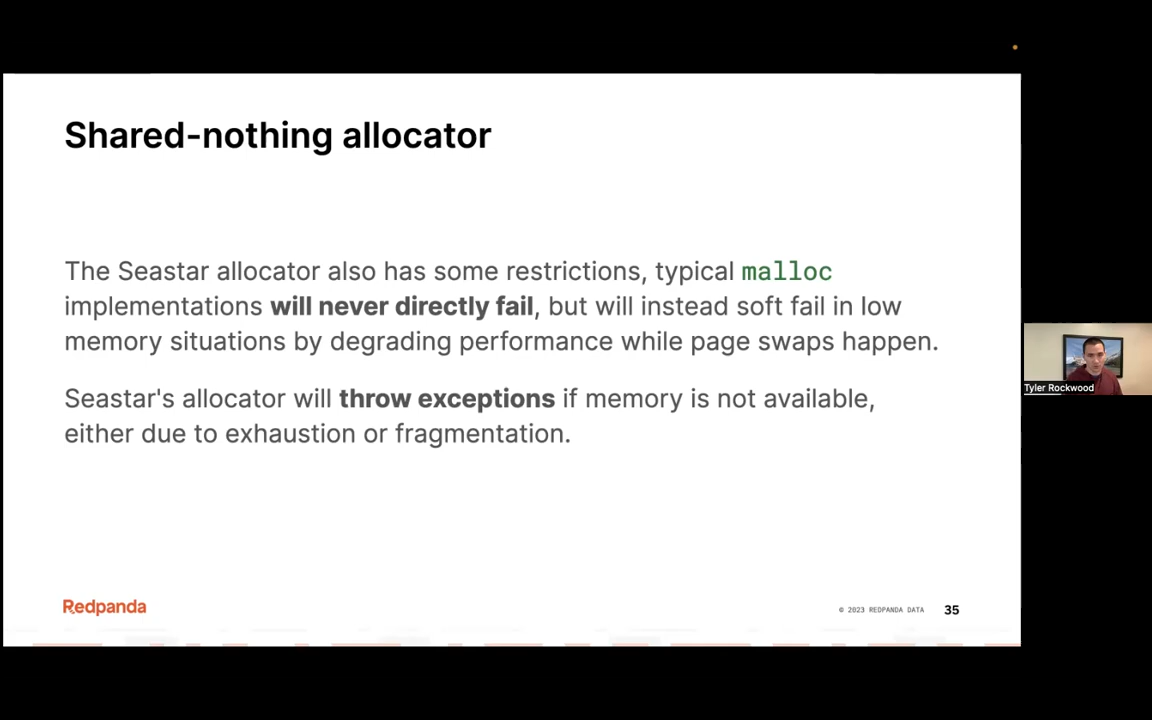 Shared-nothing allocator
The Seastar allocator also has some restrictions, typical malloc
implementations will never directly fail, but will instead soft fail in low
memory situations by degrading performance while page swaps happen.
Seastar's allocator will throw exceptions if memory is not available,
either due to exhaustion or fragmentation.
Tyler Rockwood
Redpanda
© 2023 REDPANDA DATA 35